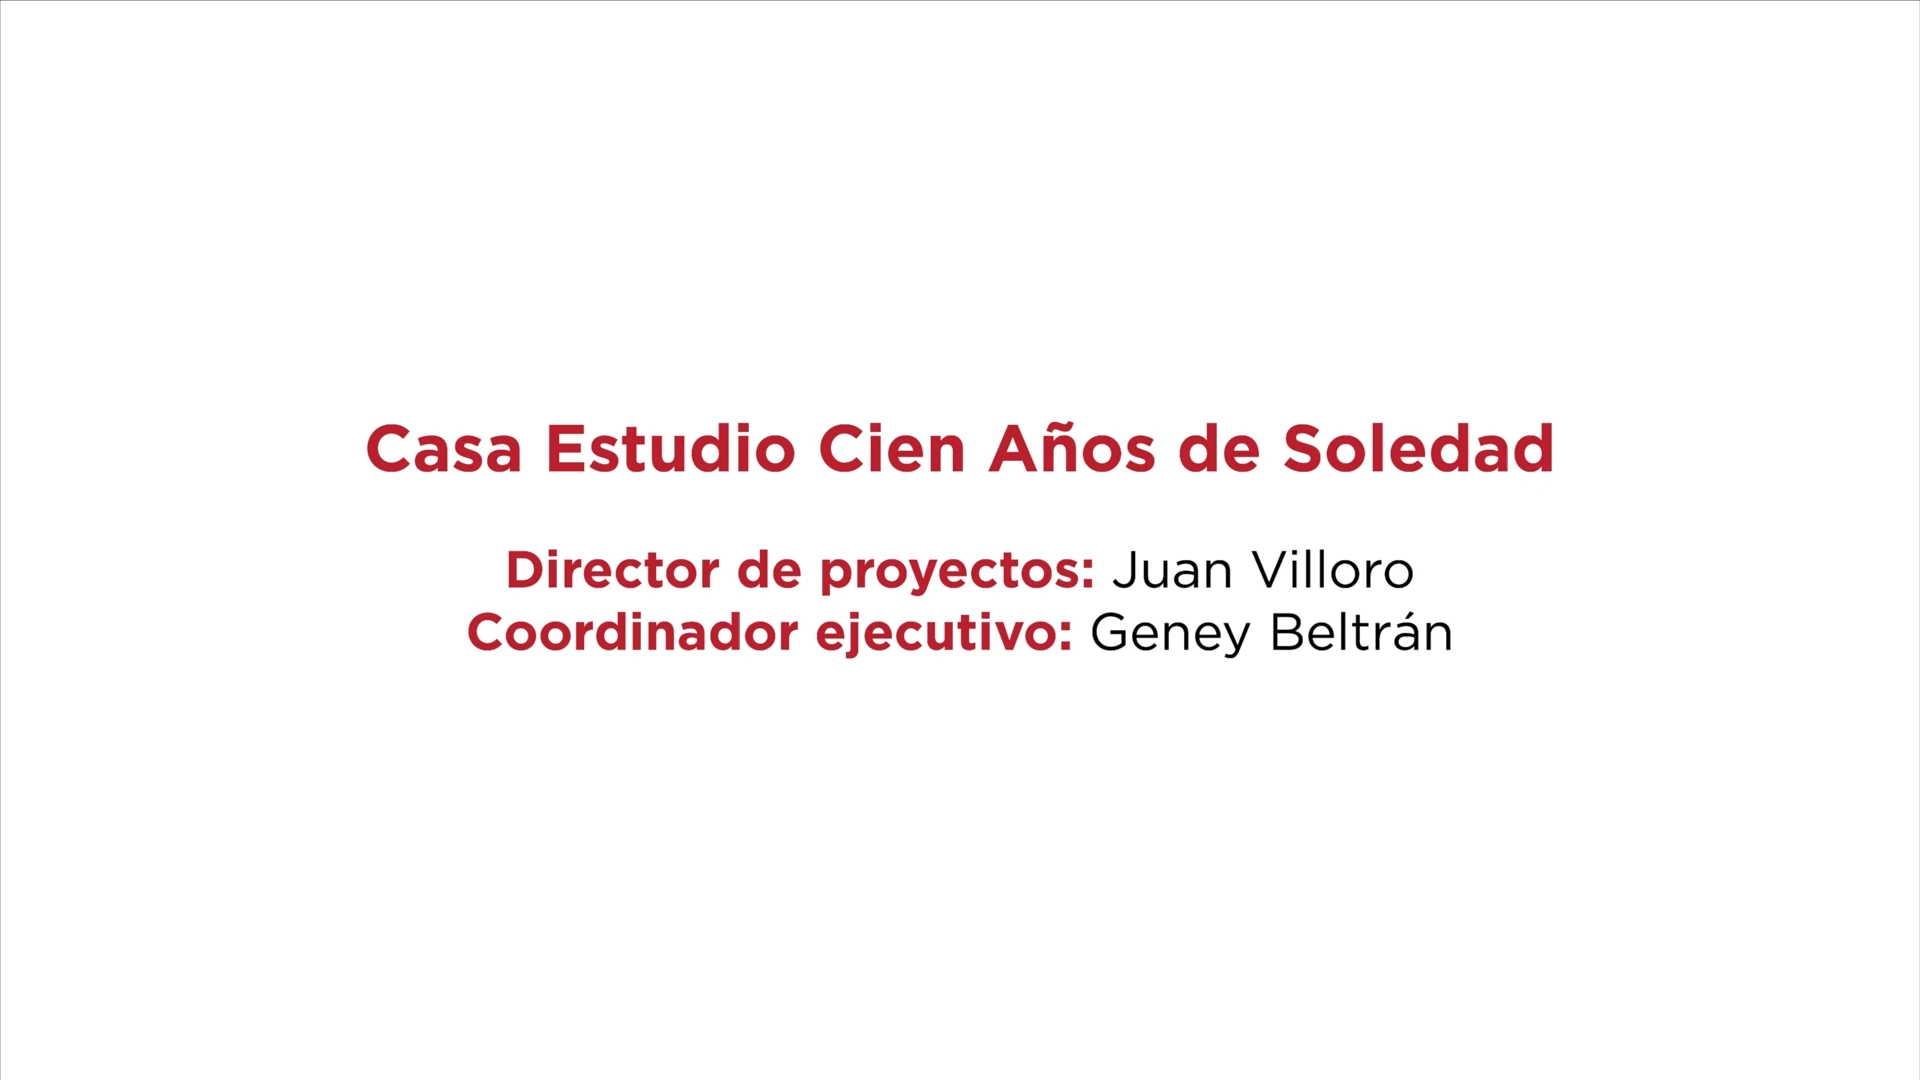 Casa Estudio Cien Años de Soledad
Director de proyectos: Juan Villoro
Coordinador ejecutivo: Geney Beltrán